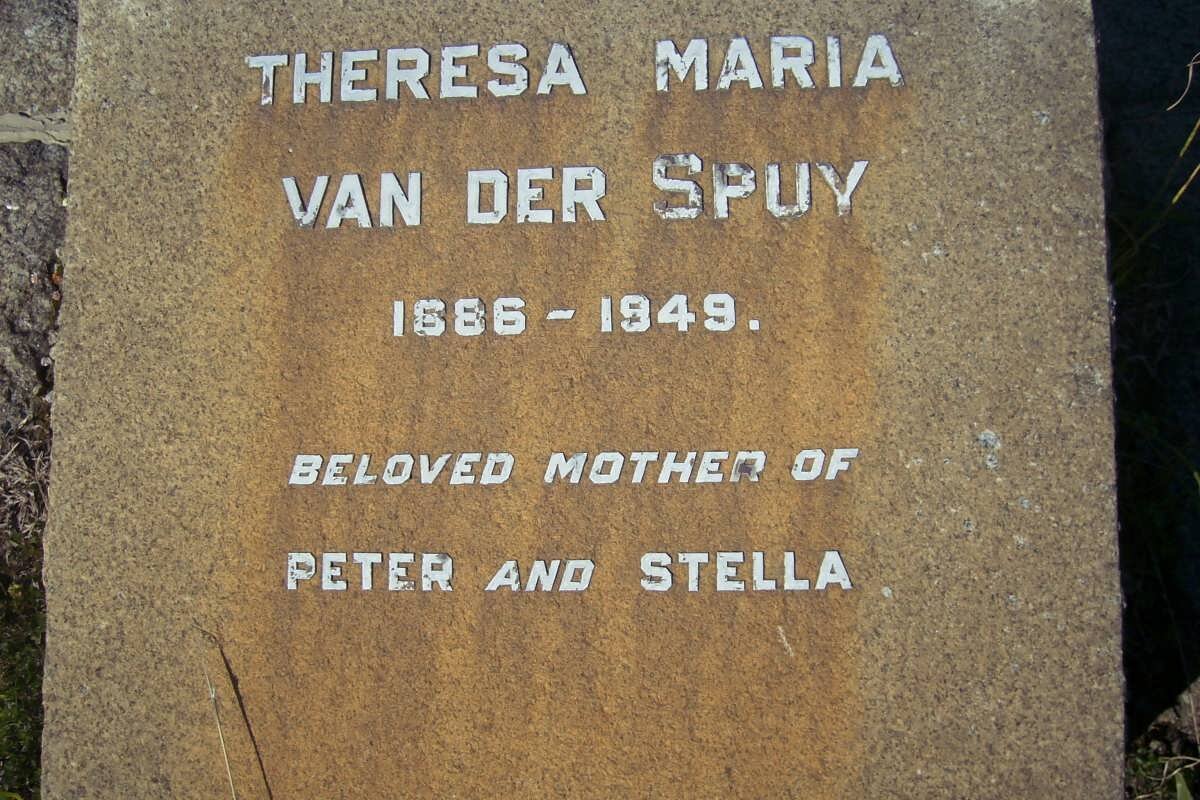 THERESA MARIA
VAN DER SPUY
1886 - 1949.
BELOVED MOTHER OF
PETER AND STELLA